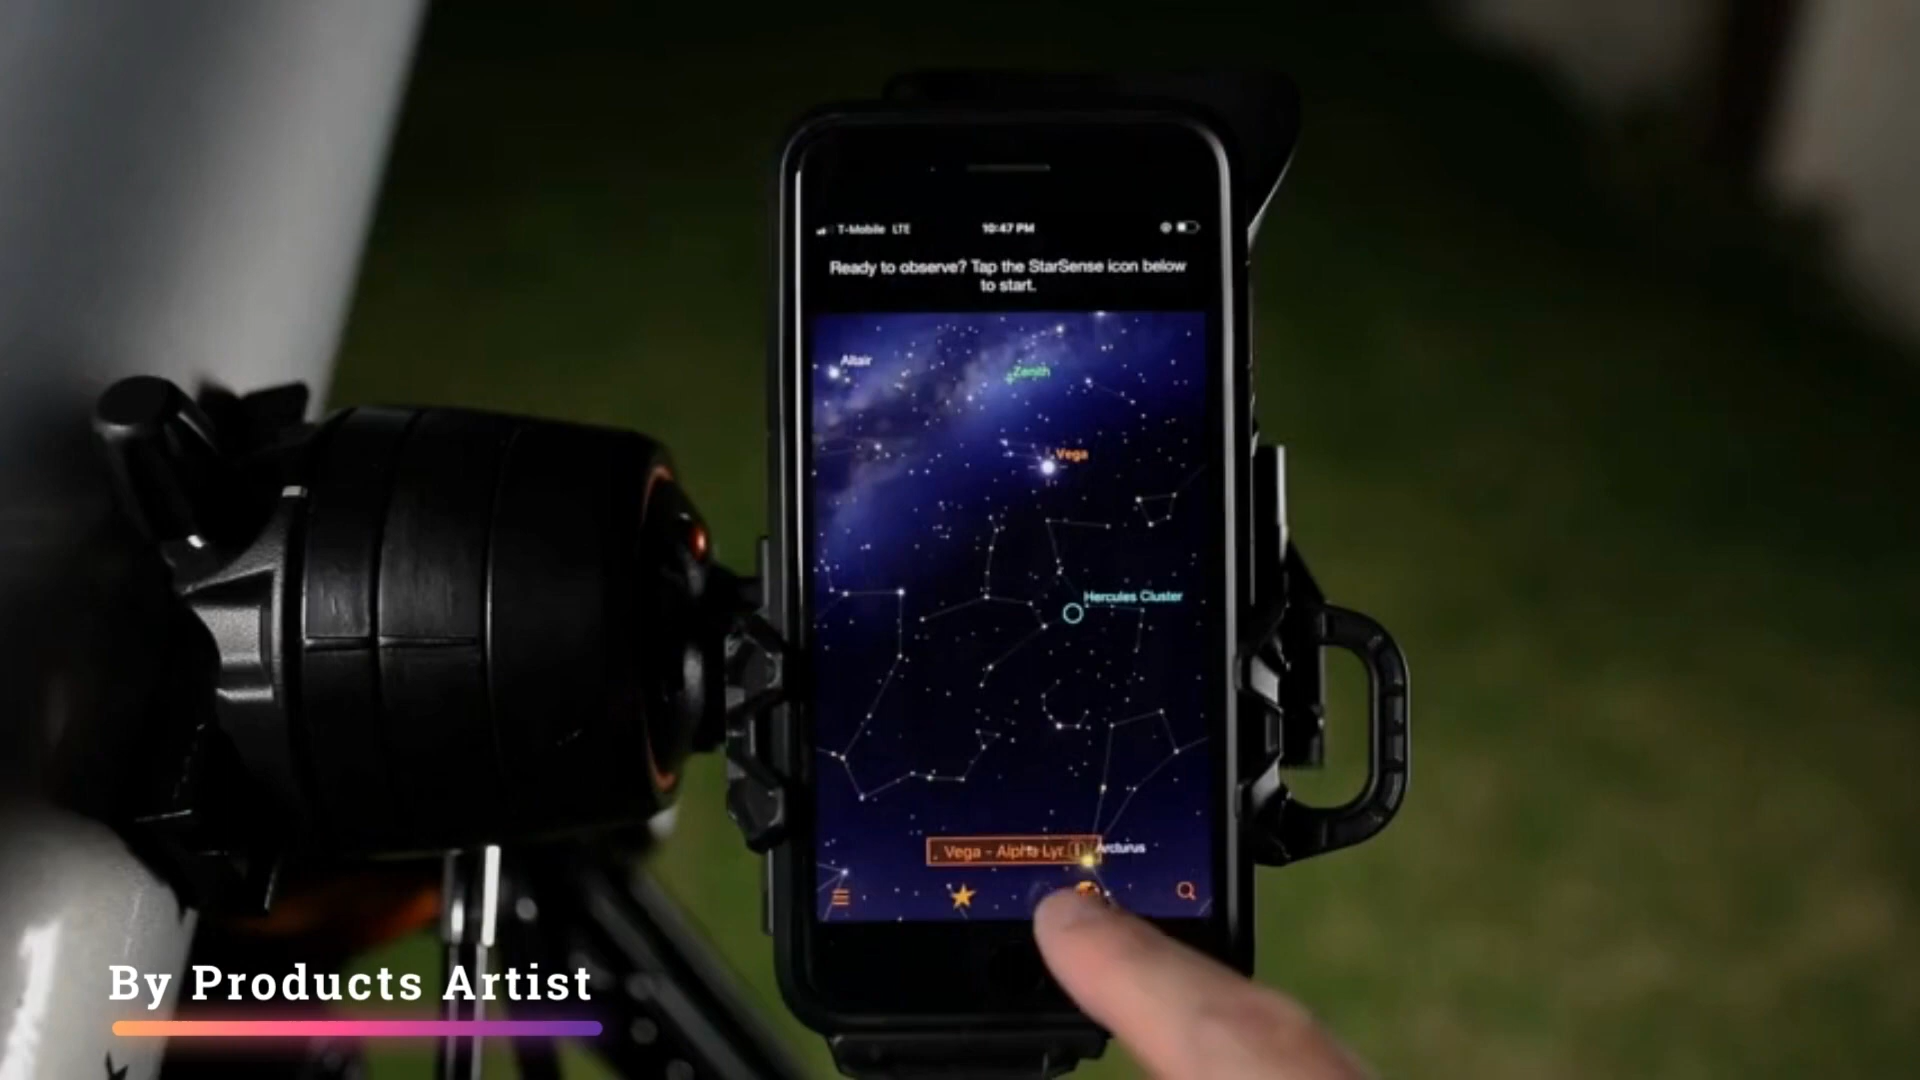 T-Mobile LTE 10:47 PM
Ready to observe? Tap the StarSense icon below
to start.
Altair
Zenith
Vega
Hercules Cluster
Vega - Alpha Lyr
Arcturus
By Products Artist